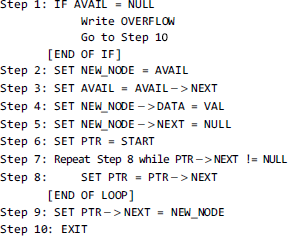 Step 1: IF AVAIL = NULL
Write OVERFLOW
Go to Step 10
[END OF IF]
Step 2: SET NEW_NODE = AVAIL
Step 3: SET AVAIL = AVAIL->NEXT
Step 4: SET NEW_NODE->DATA = VAL
Step 5: SET NEW_NODE->NEXT = NULL
Step 6: SET PTR = START
Step 7: Repeat Step 8 while PTR->NEXT != NULL
Step 8: SET PTR = PTR->NEXT
[END OF LOOP]
Step 9: SET PTR->NEXT = NEW_NODE
Step 10: EXIT